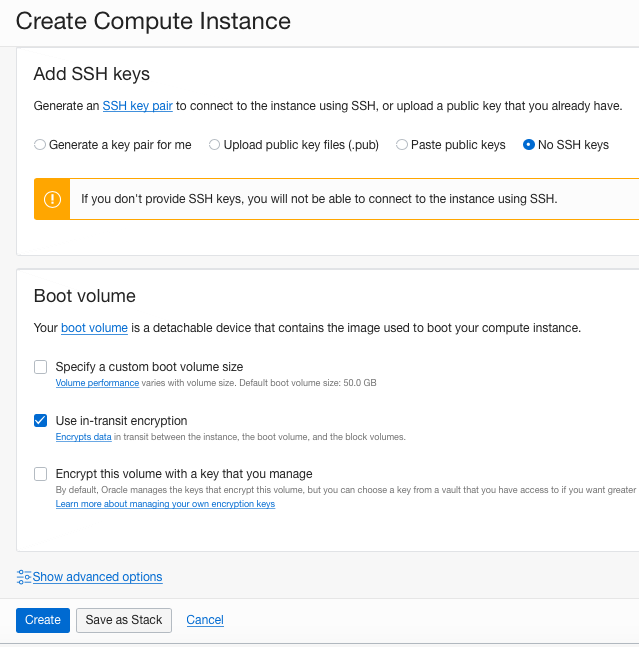 Create Compute Instance
Add SSH keys
Generate an SSH key pair to connect to the instance using SSH, or upload a public key that you already have.
Generate a key pair for me Upload public key files (.pub) Paste public keys No SSH keys
If you don't provide SSH keys, you will not be able to connect to the instance using SSH.
Boot volume
Your boot volume is a detachable device that contains the image used to boot your compute instance.
Specify a custom boot volume size
Volume performance varies with volume size. Default boot volume size: 50.0 GB
Use in-transit encryption
Encrypts data in transit between the instance, the boot volume, and the block volumes.
Encrypt this volume with a key that you manage
By default, Oracle manages the keys that encrypt this volume, but you can choose a key from a vault that you have access to if you want greater
Learn more about managing your own encryption keys
Show advanced options
Create Save as Stack Cancel